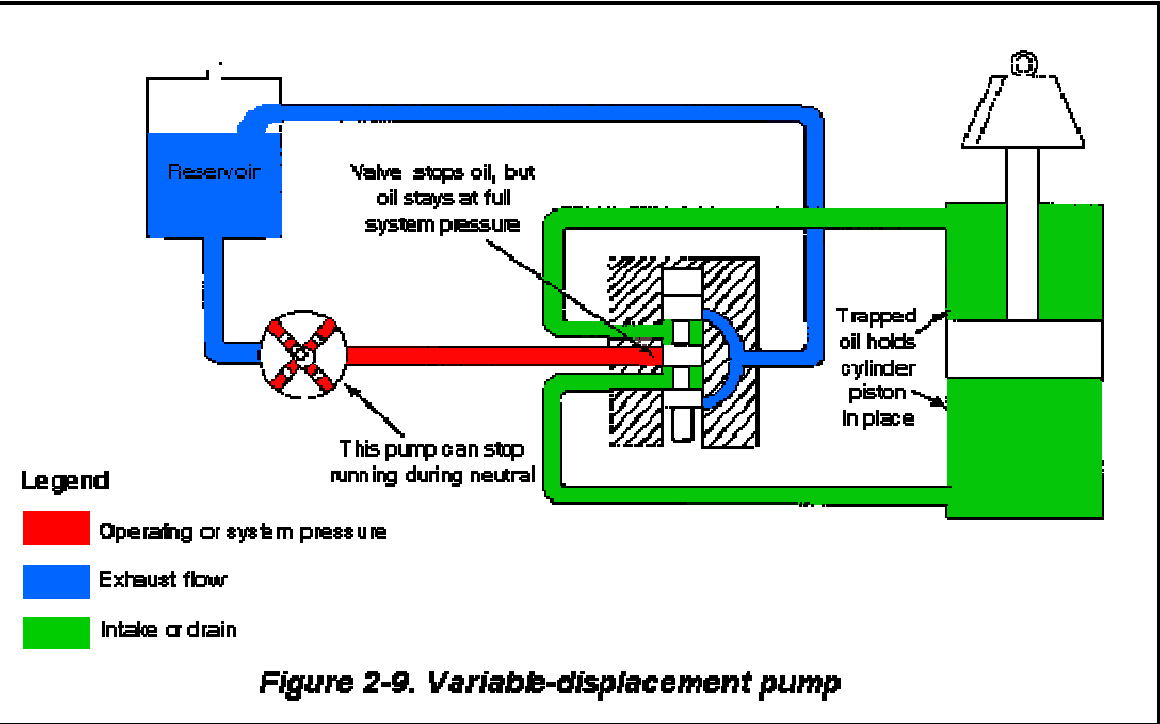 Reservoir
Valve stops oil, but
oil stays at full
system pressure
Trapped
oil holds
cylinder
piston
in place
This pump can stop
running during neutral
Legend
Operating or system pressure
Exhaust flow
Intake or drain
Figure 2-9. Variable-displacement pump